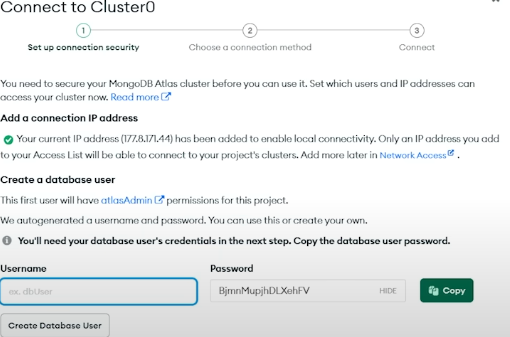 Connect to Cluster0
1
2
3
Set up connection security
Choose a connection method
Connect
You need to secure your MongoDB Atlas cluster before you can use it. Set which users and IP addresses can
access your cluster now. Read more
Add a connection IP address
Your current IP address (177.8.171.44) has been added to enable local connectivity. Only an IP address you add
to your Access List will be able to connect to your project's clusters. Add more later in Network Access .
Create a database user
This first user will have atlasAdmin permissions for this project.
We autogenerated a username and password. You can use this or create your own.
You'll need your database user's credentials in the next step. Copy the database user password.
Username
Password
ex. dbUser
BjmnMupjhDLXehFV
HIDE
Copy
Create Database User